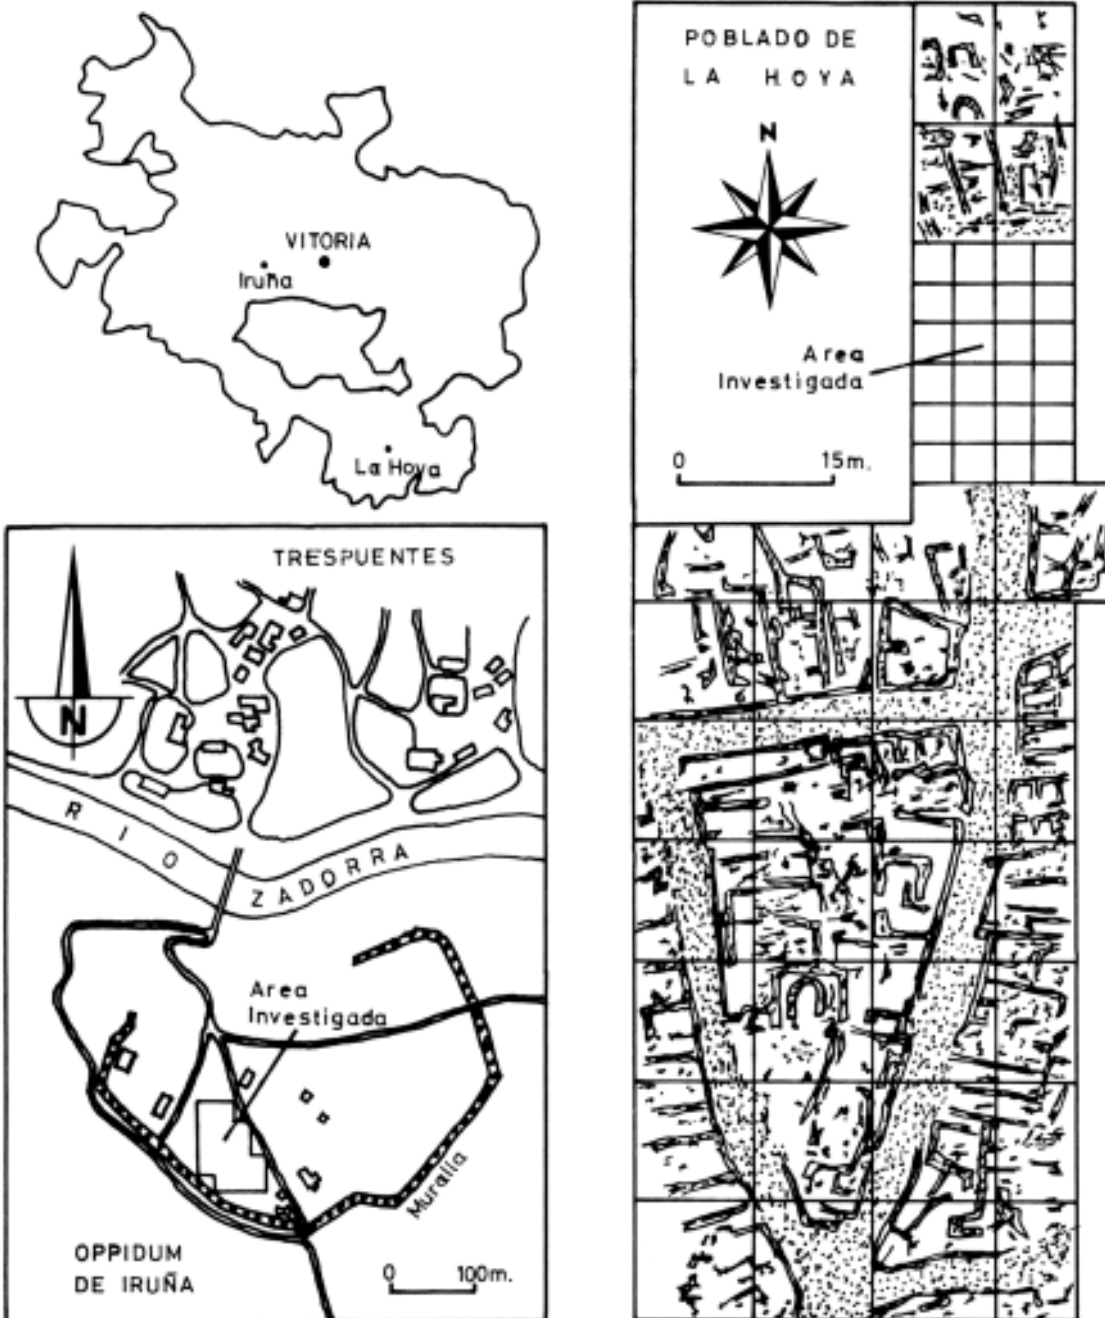 VITORIA
Iruña
La Hoya
TRESPUENTES
N
RIO ZADORRA
Area
Investigada
Muralla
OPPIDUM
DE IRUÑA
0 100m.
POBLADO DE
LA HOYA
N
Area
Investigada
0 15m.